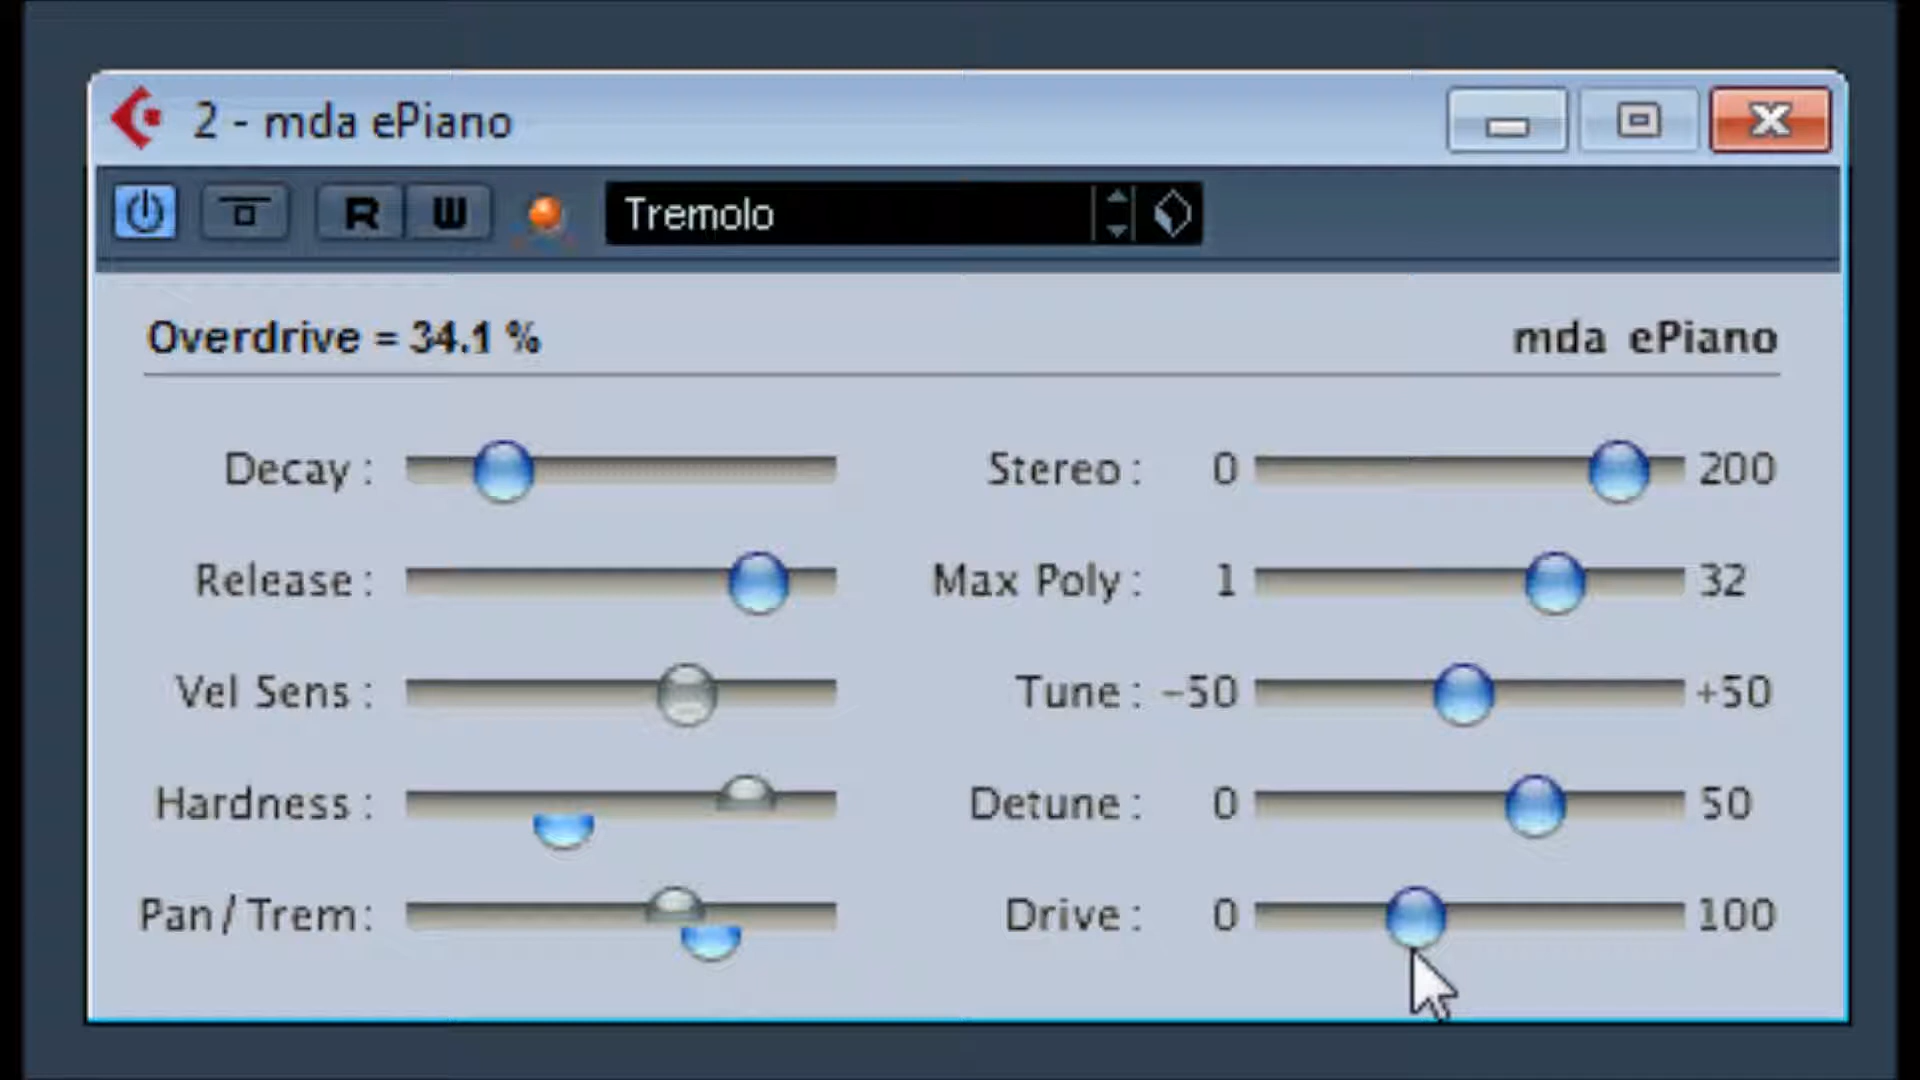 2 - mda ePiano
R W Tremolo
Overdrive = 34.1 % mda ePiano
Decay : Stereo : 0 200
Release : Max Poly : 1 32
Vel Sens : Tune : -50 +50
Hardness : Detune : 0 50
Pan / Trem : Drive : 0 100